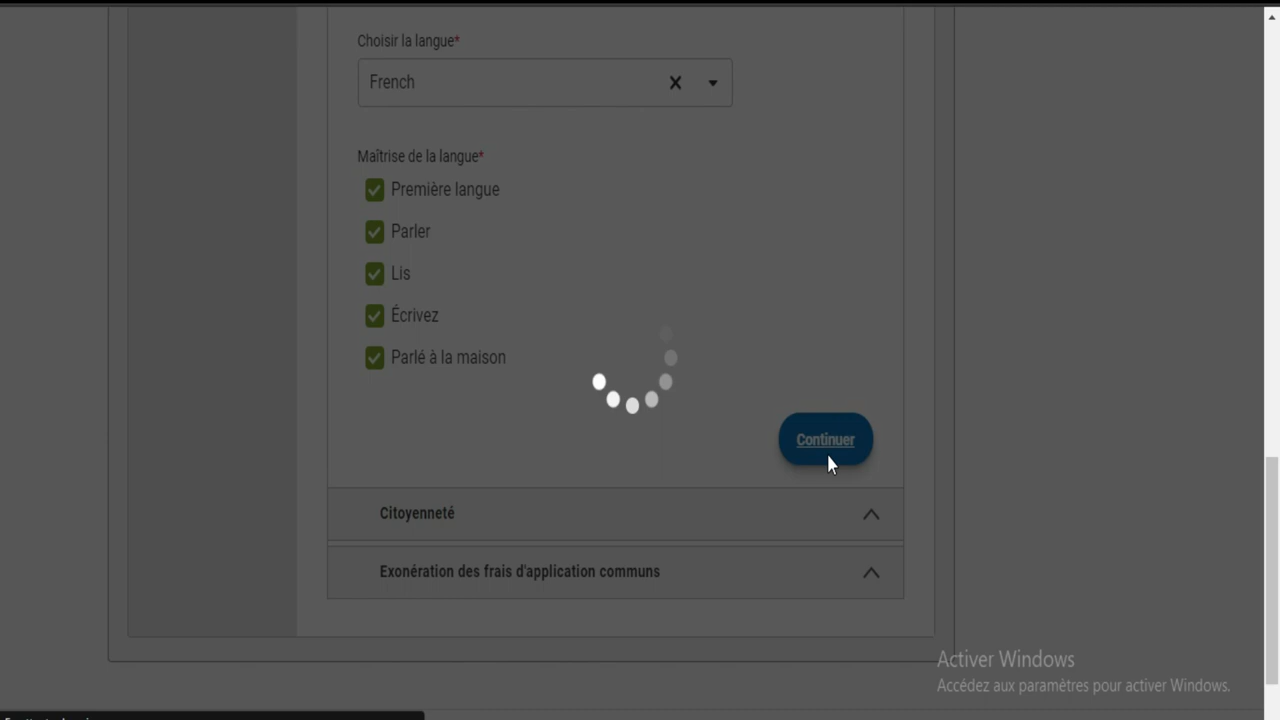 Choisir la langue*
French
Maîtrise de la langue*
Première langue
Parler
Lis
Écrivez
Parlé à la maison
Continuer
Citoyenneté
Exonération des frais d'application communs
Activer Windows
Accédez aux paramètres pour activer Windows.